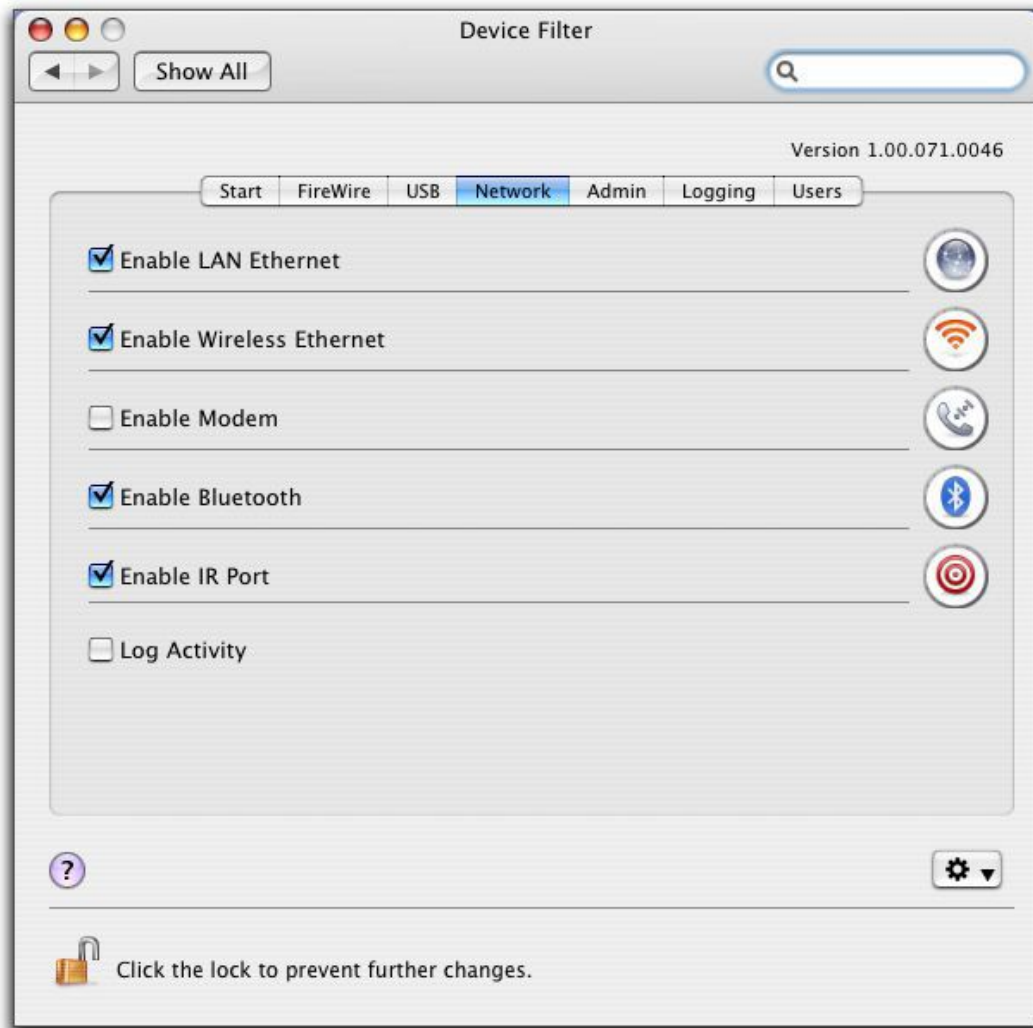 Device Filter
Show All
Version 1.00.071.0046
Start FireWire USB Network Admin Logging Users
Enable LAN Ethernet
Enable Wireless Ethernet
Enable Modem
Enable Bluetooth
Enable IR Port
Log Activity
?
Click the lock to prevent further changes.